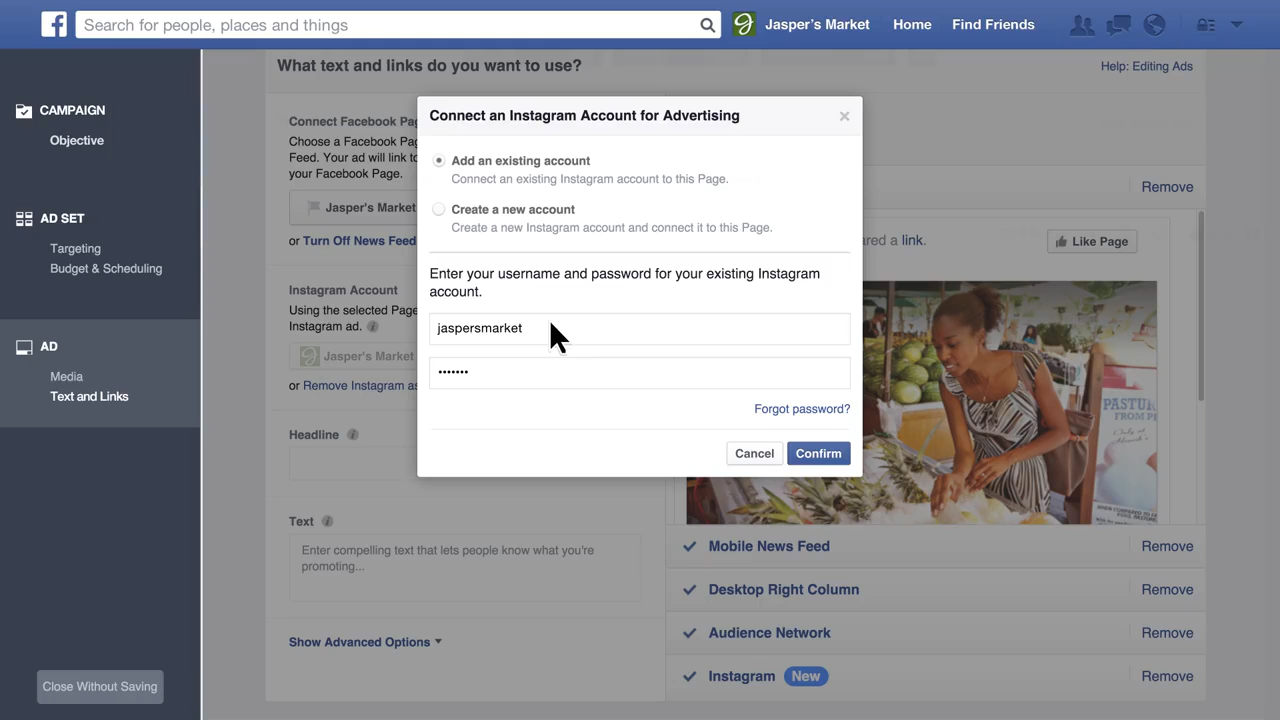 Search for people, places and things
Jasper's Market
Home
Find Friends
CAMPAIGN
Objective
AD SET
Targeting
Budget & Scheduling
AD
Media
Text and Links
Close Without Saving
What text and links do you want to use?
Help: Editing Ads
Connect Facebook Pag
Choose a Facebook Pag
Feed. Your ad will link to
your Facebook Page.
Jasper's Market
or Turn Off News Feed
Instagram Account
Using the selected Page
Instagram ad.
Jasper's Market
or Remove Instagram as
Headline
Text
Enter compelling text that lets people know what you're
promoting...
Show Advanced Options
Connect an Instagram Account for Advertising
Add an existing account
Connect an existing Instagram account to this Page.
Create a new account
Create a new Instagram account and connect it to this Page.
Enter your username and password for your existing Instagram
account.
jaspersmarket
•••••••
Forgot password?
Cancel
Confirm
Remove
ared a link.
Like Page
PASTU
Only at
Mobile News Feed
Remove
Desktop Right Column
Remove
Audience Network
Remove
Instagram
New
Remove